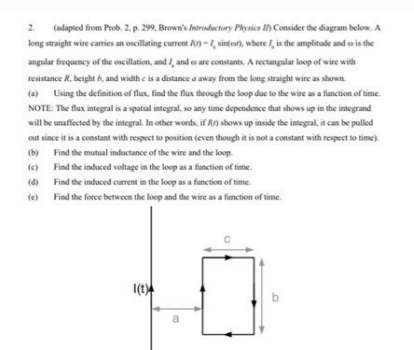 2. (adapted from Prob. 2, p. 299, Brown's Introductory Physics II) Consider the diagram below. A
long straight wire carries an oscillating current I(t) = I₀ sin(ωt), where I₀ is the amplitude and ω is the
angular frequency of the oscillation, and I₀ and ω are constants. A rectangular loop of wire with
resistance R, height b, and width c is a distance a away from the long straight wire as shown.
(a) Using the definition of flux, find the flux through the loop due to the wire as a function of time.
NOTE: The flux integral is a spatial integral, so any time dependence that shows up in the integrand
will be unaffected by the integral. In other words, if I(t) shows up inside the integral, it can be pulled
out since it is a constant with respect to position (even though it is not a constant with respect to time).
(b) Find the mutual inductance of the wire and the loop.
(c) Find the induced voltage in the loop as a function of time.
(d) Find the induced current in the loop as a function of time.
(e) Find the force between the loop and the wire as a function of time.
c
I(t)
b
a